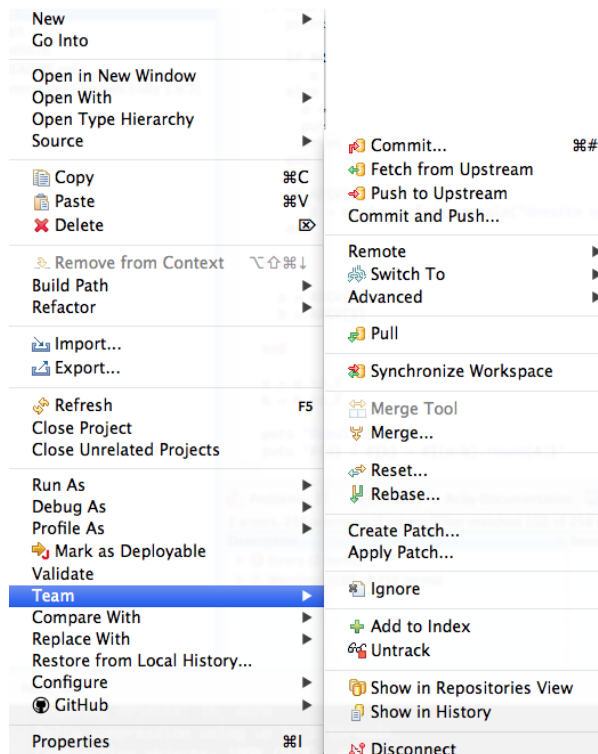 New
Go Into
Open in New Window
Open With
Open Type Hierarchy
Source
Copy ⌘C
Paste ⌘V
Delete ⌦
Remove from Context ⌥⇧⌘↓
Build Path
Refactor
Import...
Export...
Refresh F5
Close Project
Close Unrelated Projects
Run As
Debug As
Profile As
Mark as Deployable
Validate
Team
Compare With
Replace With
Restore from Local History...
Configure
GitHub
Properties ⌘I
Commit... ⌘#
Fetch from Upstream
Push to Upstream
Commit and Push...
Remote
Switch To
Advanced
Pull
Synchronize Workspace
Merge Tool
Merge...
Reset...
Rebase...
Create Patch...
Apply Patch...
Ignore
Add to Index
Untrack
Show in Repositories View
Show in History
Disconnect